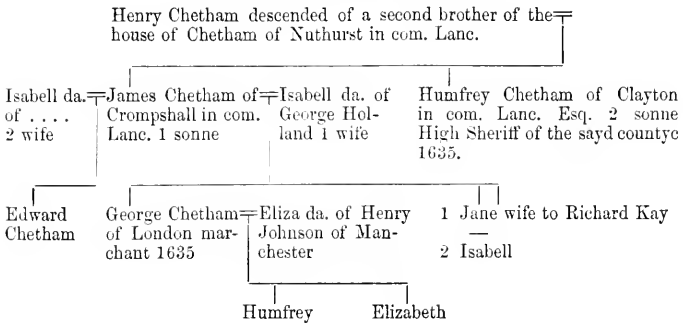 Henry Chetham descended of a second brother of the
house of Chetham of Nuthurst in com. Lanc.
Isabell da.
of . . . .
2 wife
James Chetham of
Crompshall in com.
Lanc. 1 sonne
Isabell da. of
George Hol-
land 1 wife
Humfrey Chetham of Clayton
in com. Lanc. Esq. 2 sonne
High Sheriff of the sayd countyc
1635.
Edward
Chetham
George Chetham
of London mar-
chant 1635
Eliza da. of Henry
Johnson of Man-
chester
1 Jane wife to Richard Kay
—
2 Isabell
Humfrey
Elizabeth